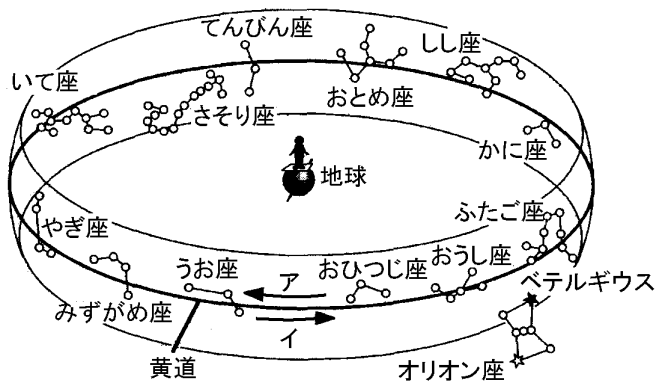 てんびん座
しし座
いて座
おとめ座
さそり座
かに座
地球
ふたご座
やぎ座
うお座
ア
おひつじ座
おうし座
ベテルギウス
みずがめ座
イ
黄道
オリオン座